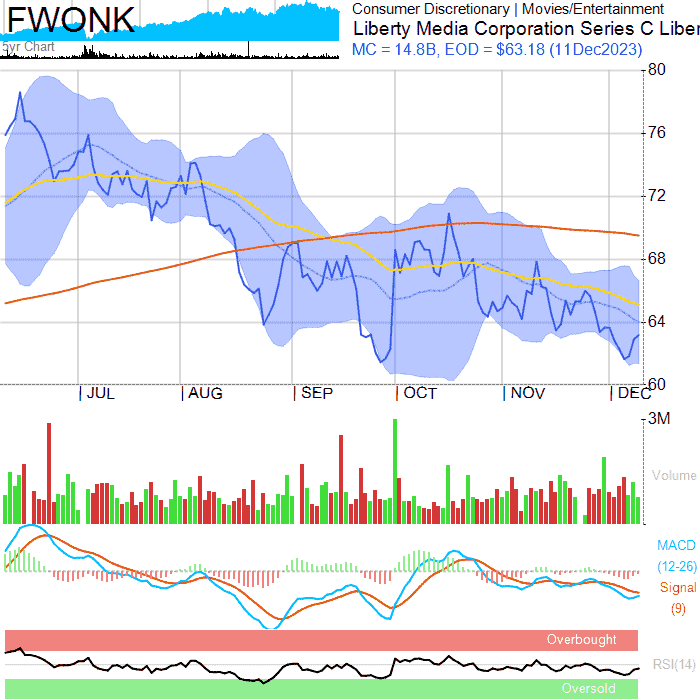 FWONK
5yr Chart
Consumer Discretionary | Movies/Entertainment
Liberty Media Corporation Series C Liber
MC = 14.8B, EOD = $63.18 (11Dec2023)
80
76
72
68
64
60
JUL
AUG
SEP
OCT
NOV
DEC
3M
Volume
MACD
(12-26)
Signal
(9)
Overbought
RSI(14)
Oversold